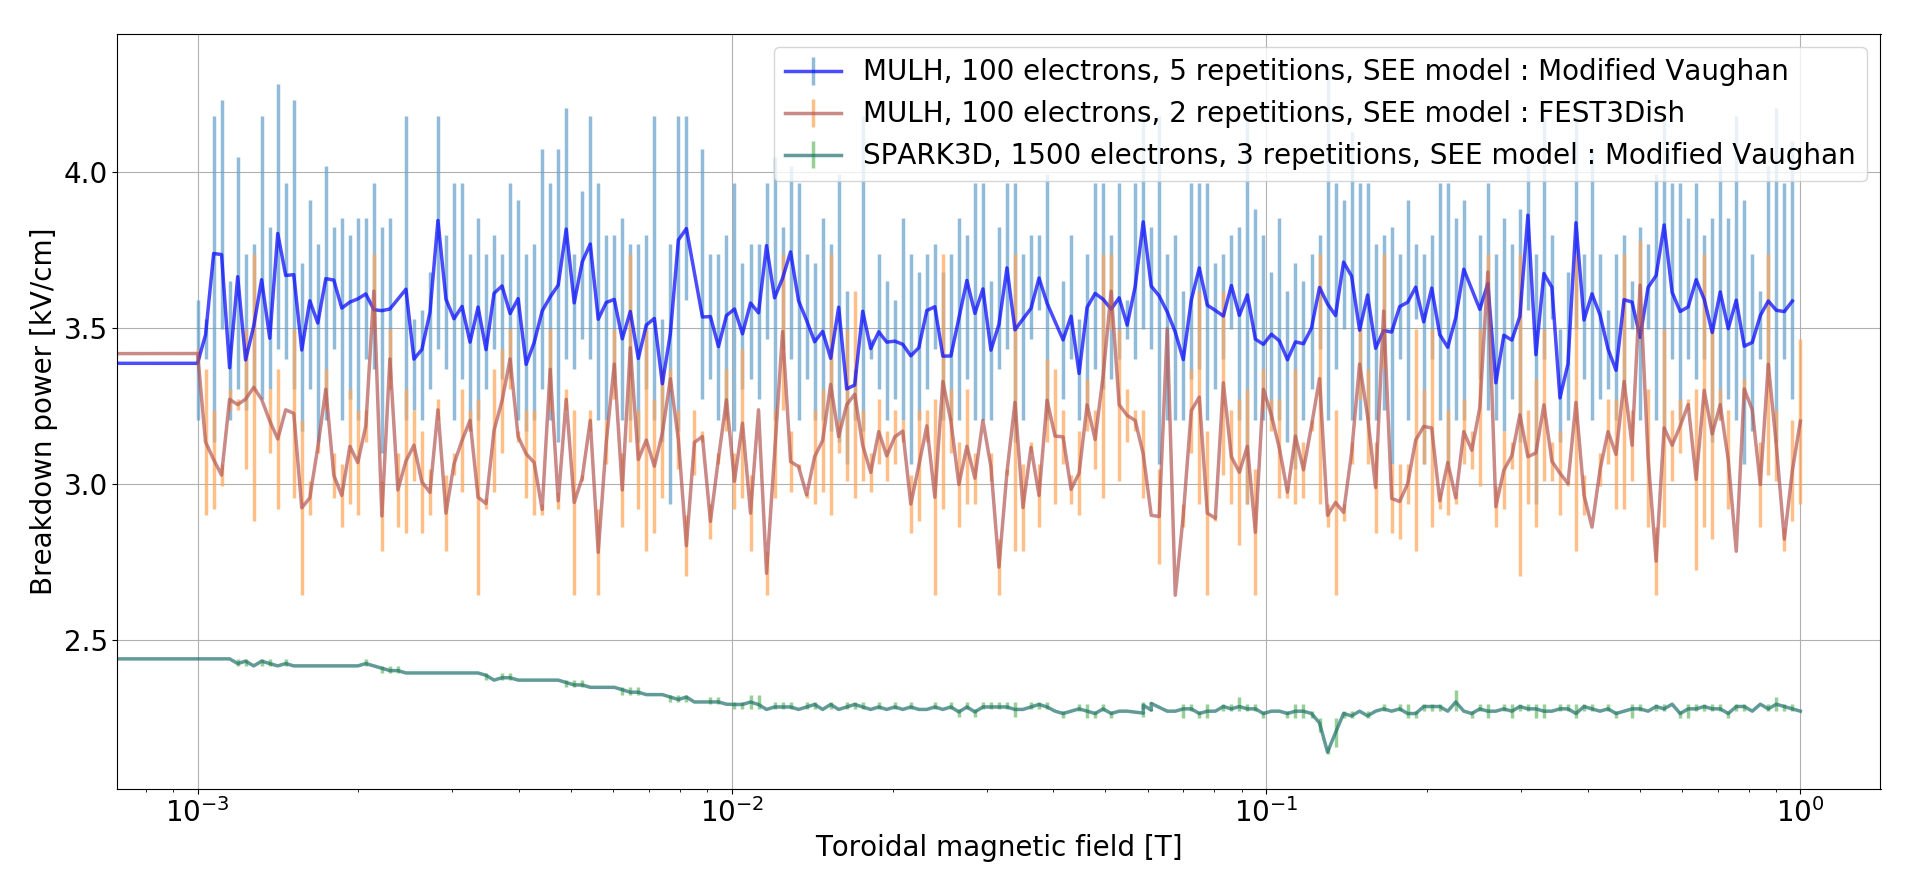 MULH, 100 electrons, 5 repetitions, SEE model : Modified Vaughan
MULH, 100 electrons, 2 repetitions, SEE model : FEST3Dish
SPARK3D, 1500 electrons, 3 repetitions, SEE model : Modified Vaughan
Breakdown power [kV/cm]
4.0
3.5
3.0
2.5
10⁻³ 10⁻² 10⁻¹ 10⁰
Toroidal magnetic field [T]